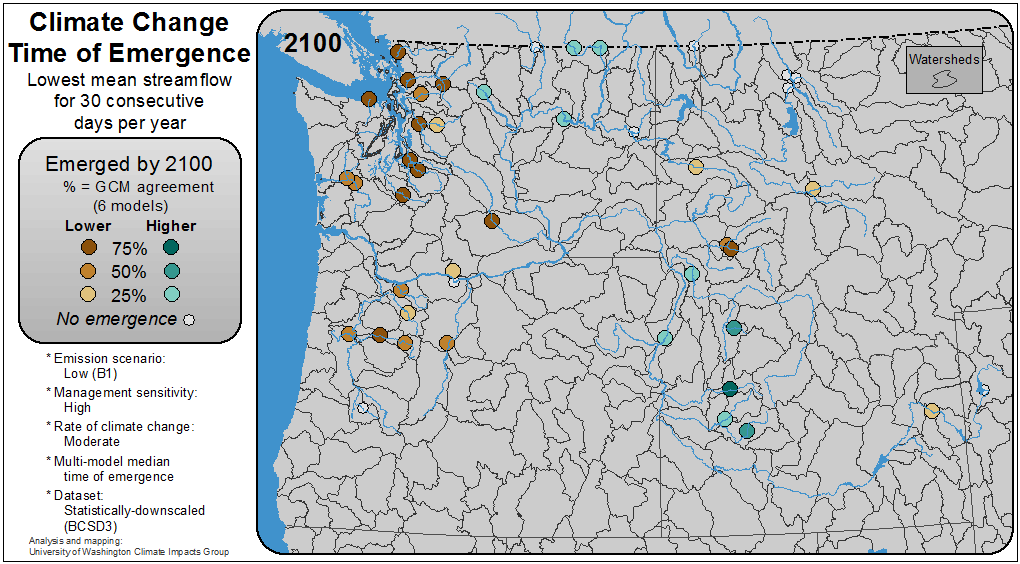 Climate Change
Time of Emergence
Lowest mean streamflow
for 30 consecutive
days per year
Emerged by 2100
% = GCM agreement
(6 models)
Lower Higher
75%
50%
25%
No emergence
* Emission scenario:
Low (B1)
* Management sensitivity:
High
* Rate of climate change:
Moderate
* Multi-model median
time of emergence
* Dataset:
Statistically-downscaled
(BCSD3)
Analysis and mapping:
University of Washington Climate Impacts Group
2100
Watersheds